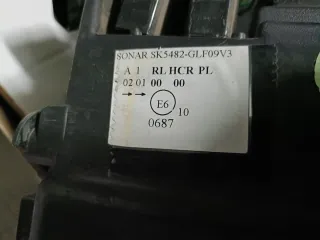 SONAR SK5482-GLF09V3
A 1 RL HCR PL
02 01 00 00
→ → E6 10
0687